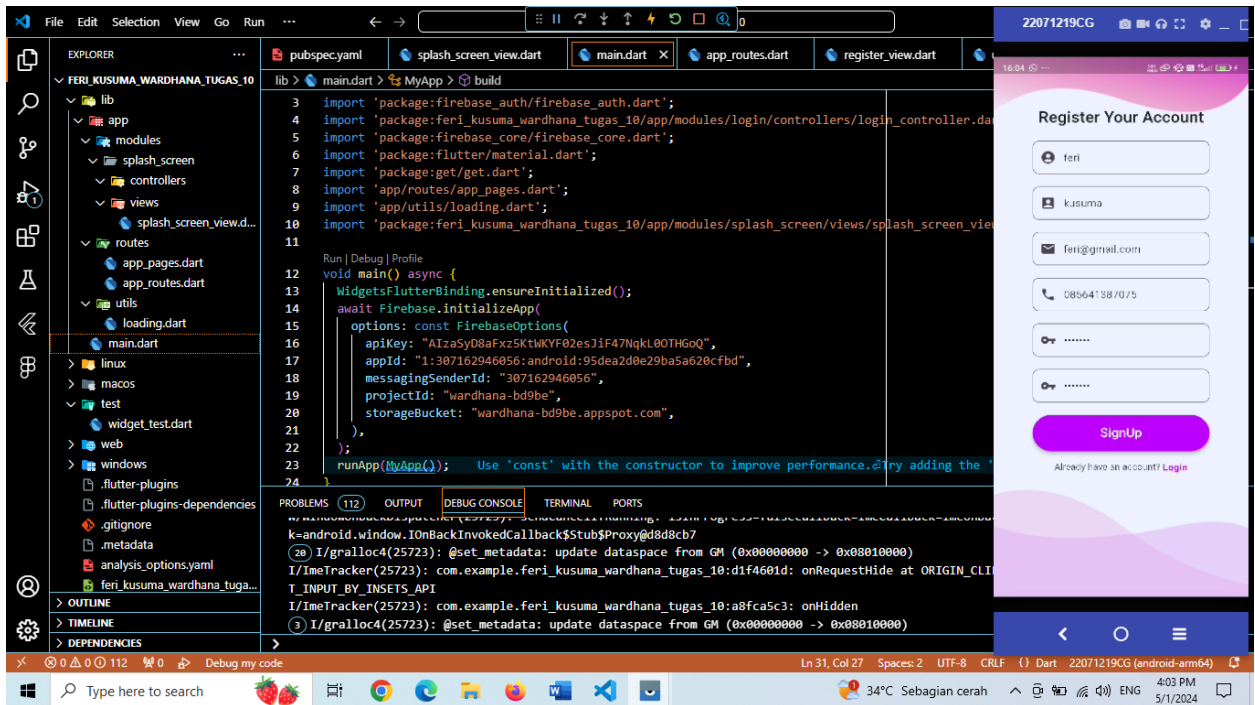 File Edit Selection View Go Run ···
0
22071219CG
EXPLORER ···
FERI_KUSUMA_WARDHANA_TUGAS_10
lib
app
modules
splash_screen
controllers
views
splash_screen_view.d...
routes
app_pages.dart
app_routes.dart
utils
loading.dart
main.dart
linux
macos
test
widget_test.dart
web
windows
.flutter-plugins
.flutter-plugins-dependencies
.gitignore
.metadata
analysis_options.yaml
feri_kusuma_wardhana_tuga...
OUTLINE
TIMELINE
DEPENDENCIES
1
pubspec.yaml splash_screen_view.dart main.dart app_routes.dart register_view.dart
lib > main.dart > MyApp > build
3 import 'package:firebase_auth/firebase_auth.dart';
4 import 'package:feri_kusuma_wardhana_tugas_10/app/modules/login/controllers/login_controller.da
5 import 'package:firebase_core/firebase_core.dart';
6 import 'package:flutter/material.dart';
7 import 'package:get/get.dart';
8 import 'app/routes/app_pages.dart';
9 import 'app/utils/loading.dart';
10 import 'package:feri_kusuma_wardhana_tugas_10/app/modules/splash_screen/views/splash_screen_vie
11
Run | Debug | Profile
12 void main() async {
13 WidgetsFlutterBinding.ensureInitialized();
14 await Firebase.initializeApp(
15 options: const FirebaseOptions(
16 apiKey: "AIzaSyD8aFxz5KtWKYF02esJiF47NqkL0OTHGoQ",
17 appId: "1:307162946056:android:95dea2d0e29ba5a620cfbd",
18 messagingSenderId: "307162946056",
19 projectId: "wardhana-bd9be",
20 storageBucket: "wardhana-bd9be.appspot.com",
21 ),
22 );
23 runApp(MyApp()); Use 'const' with the constructor to improve performance.⏎Try adding the '
24 }
PROBLEMS 112 OUTPUT DEBUG CONSOLE TERMINAL PORTS
k=android.window.IOnBackInvokedCallback$Stub$Proxy@d8d8cb7
20 I/gralloc4(25723): @set_metadata: update dataspace from GM (0x00000000 -> 0x08010000)
I/ImeTracker(25723): com.example.feri_kusuma_wardhana_tugas_10:d1f4601d: onRequestHide at ORIGIN_CLI
T_INPUT_BY_INSETS_API
I/ImeTracker(25723): com.example.feri_kusuma_wardhana_tugas_10:a8fca5c3: onHidden
3 I/gralloc4(25723): @set_metadata: update dataspace from GM (0x00000000 -> 0x08010000)
>
16:04
Register Your Account
feri
kusuma
feri@gmail.com
085641387075
·······
·······
SignUp
Already have an account? Login
0 0 112 0 Debug my code
Ln 31, Col 27 Spaces: 2 UTF-8 CRLF {} Dart 22071219CG (android-arm64)
Type here to search
34°C Sebagian cerah ENG
4:03 PM
5/1/2024